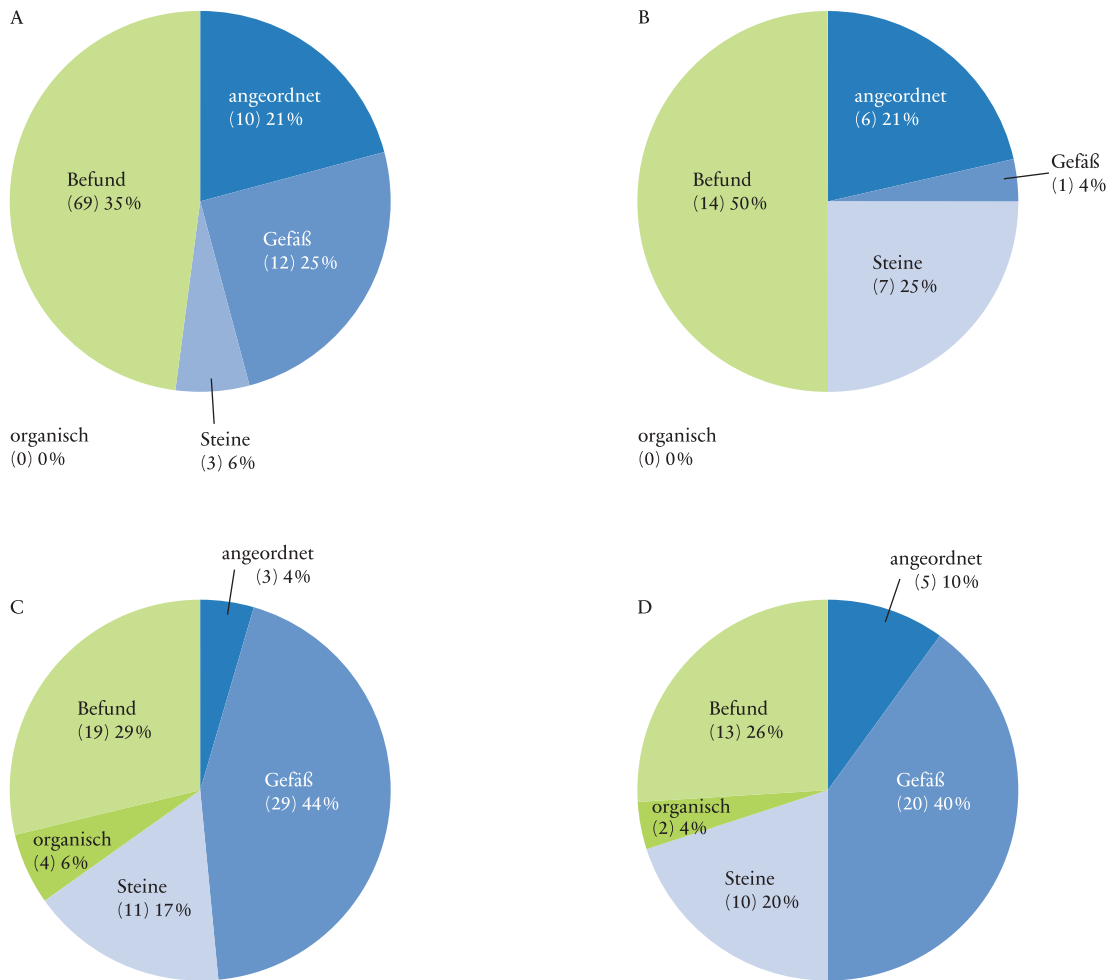 A
angeordnet
(10) 21%
Befund
(69) 35%
Gefäß
(12) 25%
organisch
(0) 0%
Steine
(3) 6%
B
angeordnet
(6) 21%
Gefäß
(1) 4%
Befund
(14) 50%
Steine
(7) 25%
organisch
(0) 0%
C
angeordnet
(3) 4%
Befund
(19) 29%
Gefäß
(29) 44%
organisch
(4) 6%
Steine
(11) 17%
D
angeordnet
(5) 10%
Befund
(13) 26%
Gefäß
(20) 40%
organisch
(2) 4%
Steine
(10) 20%